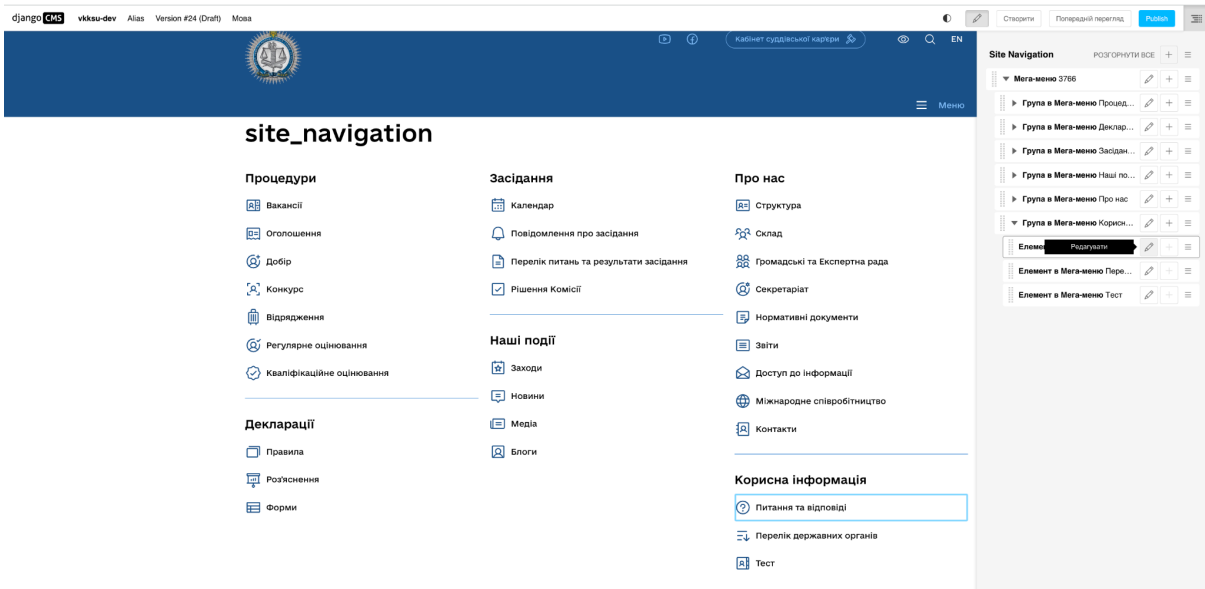 django CMS vkksu-dev Alias Version #24 (Draft) Мова Створити Попередній перегляд Publish
Кабінет суддівської кар'єри EN
Меню
site_navigation
Процедури
Вакансії
Оголошення
Добір
Конкурс
Відрядження
Регулярне оцінювання
Кваліфікаційне оцінювання
Декларації
Правила
Роз'яснення
Форми
Засідання
Календар
Повідомлення про засідання
Перелік питань та результати засідання
Рішення Комісії
Наші події
Заходи
Новини
Медіа
Блоги
Про нас
Структура
Склад
Громадські та Експертна рада
Секретаріат
Нормативні документи
Звіти
Доступ до інформації
Міжнародне співробітництво
Контакти
Корисна інформація
Питання та відповіді
Перелік державних органів
Тест
Site Navigation РОЗГОРНУТИ ВСЕ
Мега-меню 3766
Група в Мега-меню Процед...
Група в Мега-меню Деклар...
Група в Мега-меню Засідан...
Група в Мега-меню Наші по...
Група в Мега-меню Про нас
Група в Мега-меню Корисн...
Редагувати
Елемент в Мега-меню Пере...
Елемент в Мега-меню Тест